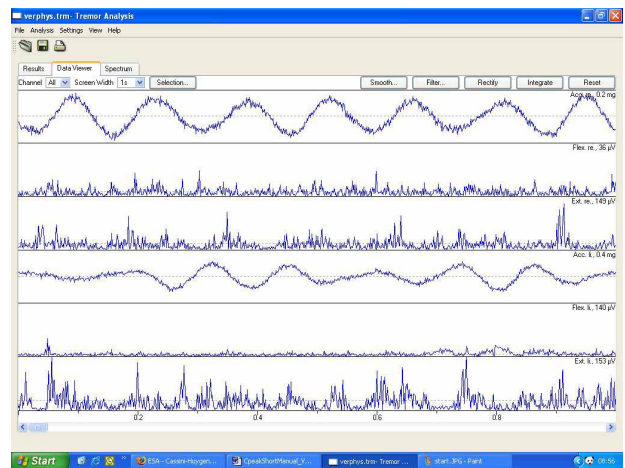 verphys.trm- Tremor Analysis
File Analysis Settings View Help
Results Data Viewer Spectrum
Channel All Screen Width 1s Selection... Smooth... Filter... Rectify Integrate Reset
Acc. re., 0.2 mg
Flex. re., 36 µV
Ext. re., 149 µV
Acc. li., 0.4 mg
Flex. li., 140 µV
Ext. li., 153 µV
0.2 0.4 0.6 0.8
Start ESA - Cassini-Huygen... CpeakShortManual_V... verphys.trm- Tremor ... start.JPG - Paint 08:56